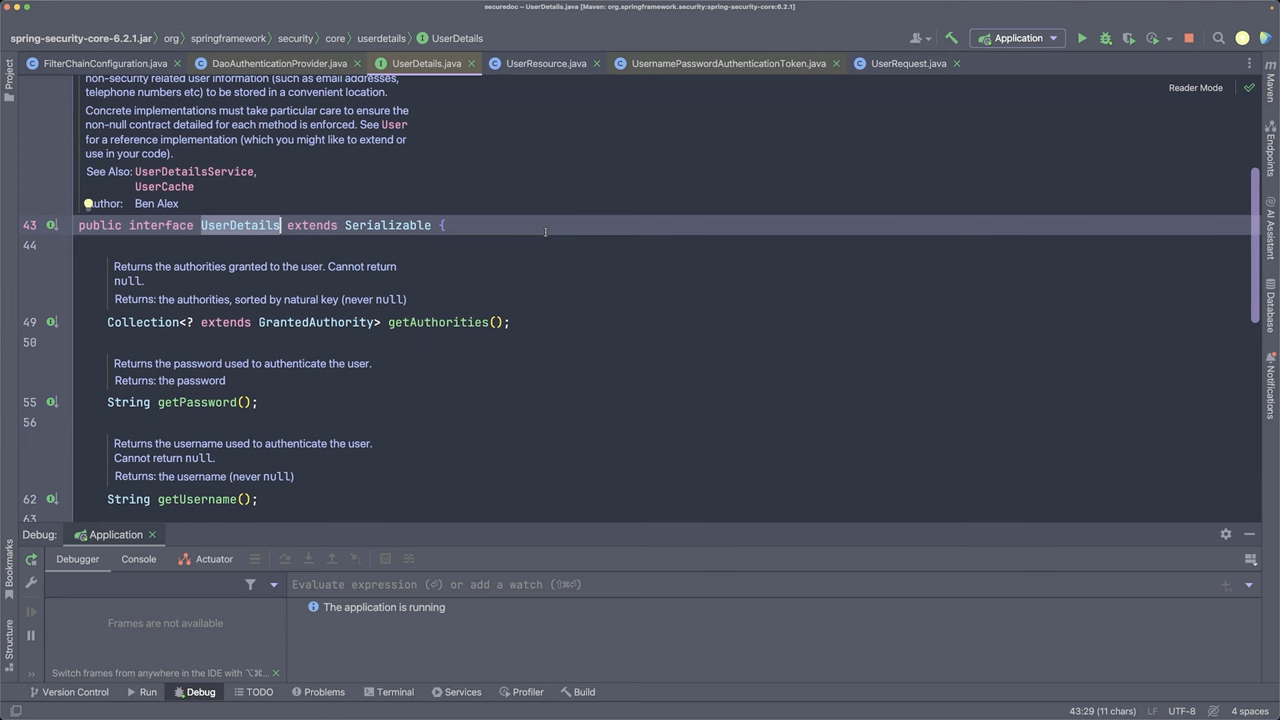 securedoc – UserDetails.java [Maven: org.springframework.security:spring-security-core:6.2.1]
spring-security-core-6.2.1.jar org springframework security core userdetails UserDetails
Application
FilterChainConfiguration.java DaoAuthenticationProvider.java UserDetails.java UserResource.java UsernamePasswordAuthenticationToken.java UserRequest.java
Project
Maven
Endpoints
AI Assistant
Database
Notifications
Reader Mode
non-security related user information (such as email addresses,
telephone numbers etc) to be stored in a convenient location.
Concrete implementations must take particular care to ensure the
non-null contract detailed for each method is enforced. See User
for a reference implementation (which you might like to extend or
use in your code).
See Also: UserDetailsService,
UserCache
Author: Ben Alex
43 public interface UserDetails extends Serializable {
44
Returns the authorities granted to the user. Cannot return
null.
Returns: the authorities, sorted by natural key (never null)
49 Collection<? extends GrantedAuthority> getAuthorities();
50
Returns the password used to authenticate the user.
Returns: the password
55 String getPassword();
56
Returns the username used to authenticate the user.
Cannot return null.
Returns: the username (never null)
62 String getUsername();
63
Bookmarks
Structure
Debug: Application
Debugger Console Actuator
Evaluate expression (⏎) or add a watch (⇧⌘⏎)
The application is running
Frames are not available
Switch frames from anywhere in the IDE with ⌥⌘…
Version Control Run Debug TODO Problems Terminal Services Profiler Build
43:29 (11 chars) LF UTF-8 4 spaces